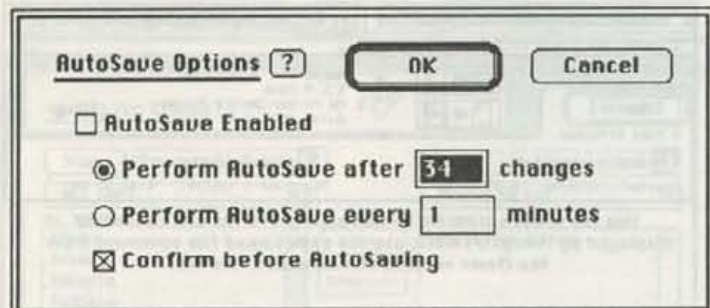 AutoSave Options ? OK Cancel
AutoSave Enabled
Perform AutoSave after 34 changes
Perform AutoSave every 1 minutes
Confirm before AutoSaving